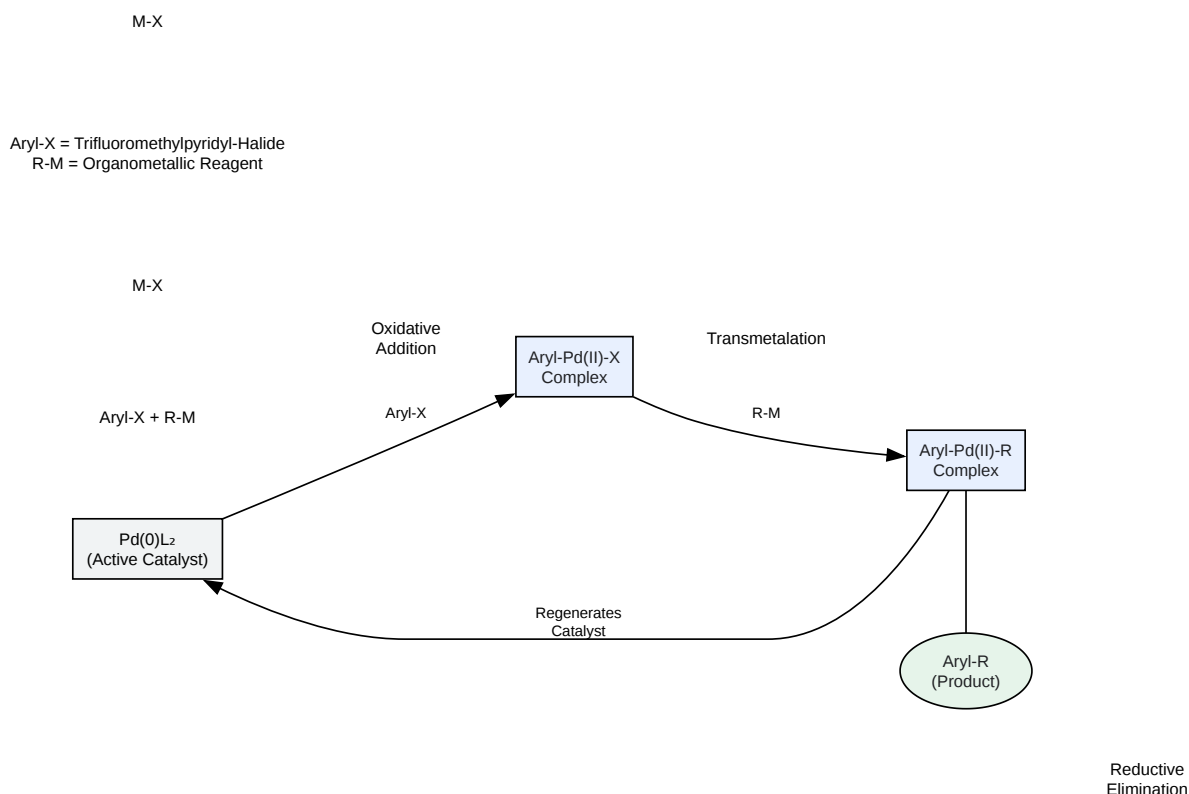 M-X
Aryl-X = Trifluoromethylpyridyl-Halide
R-M = Organometallic Reagent
M-X
Oxidative
Addition
Transmetalation
Aryl-Pd(II)-X
Complex
Aryl-X + R-M
Aryl-X
R-M
Aryl-Pd(II)-R
Complex
Pd(0)L₂
(Active Catalyst)
Regenerates
Catalyst
Aryl-R
(Product)
Reductive
Elimination